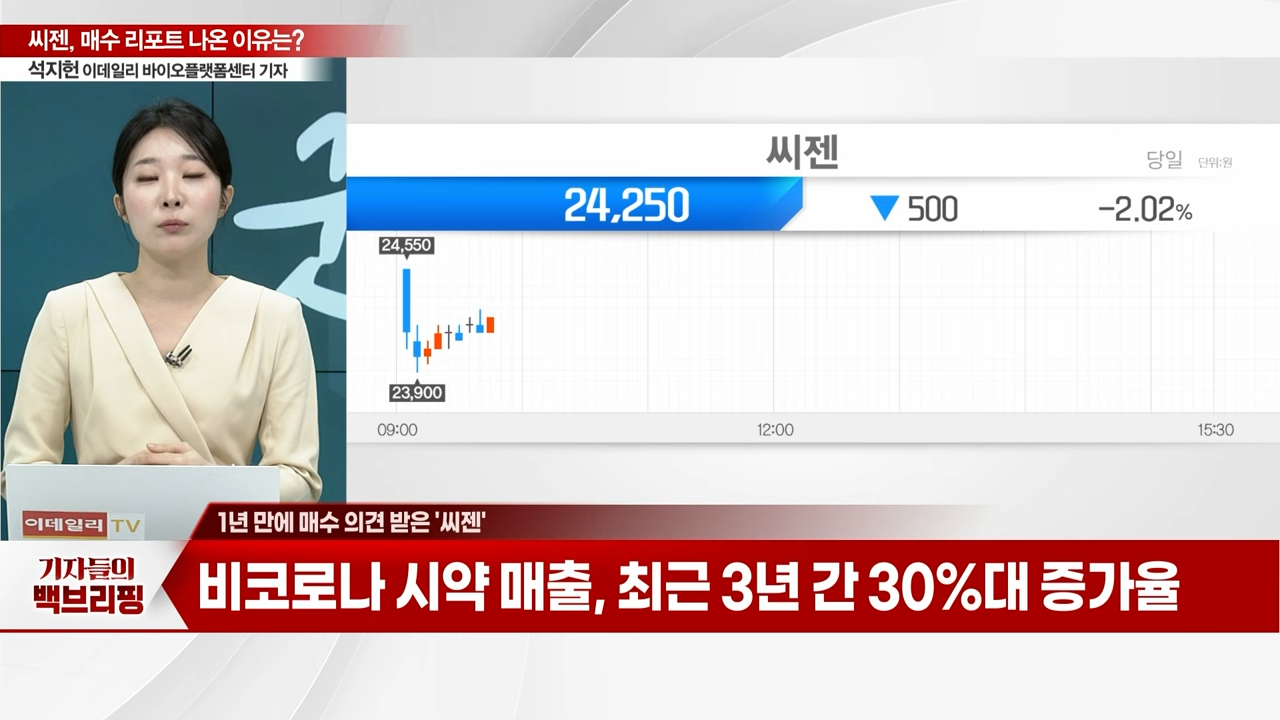 씨젠, 매수 리포트 나온 이유는?
석지헌 이데일리 바이오플랫폼센터 기자
씨젠
당일 단위:원
24,250 ▼ 500 -2.02%
24,550
23,900
09:00 12:00 15:30
이데일리 TV
1년 만에 매수 의견 받은 '씨젠'
기자들의
백브리핑
비코로나 시약 매출, 최근 3년 간 30%대 증가율